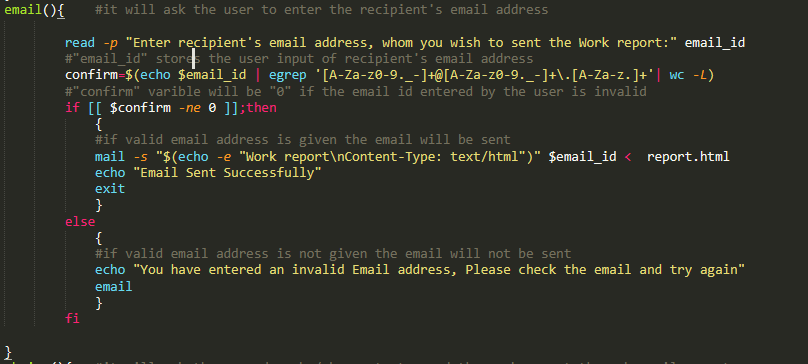 email(){    #it will ask the user to enter the recipient's email address
read -p "Enter recipient's email address, whom you wish to sent the Work report:" email_id
#"email_id" stores the user input of recipient's email address
confirm=$(echo $email_id | egrep '[A-Za-z0-9._-]+@[A-Za-z0-9._-]+\.[A-Za-z.]+'| wc -L)
#"confirm" varible will be "0" if the email id entered by the user is invalid
if [[ $confirm -ne 0 ]];then
{
#if valid email address is given the email will be sent
mail -s "$(echo -e "Work report\nContent-Type: text/html")" $email_id <  report.html
echo "Email Sent Successfully"
exit
}
else
{
#if valid email address is not given the email will not be sent
echo "You have entered an invalid Email address, Please check the email and try again"
email
}
fi
}